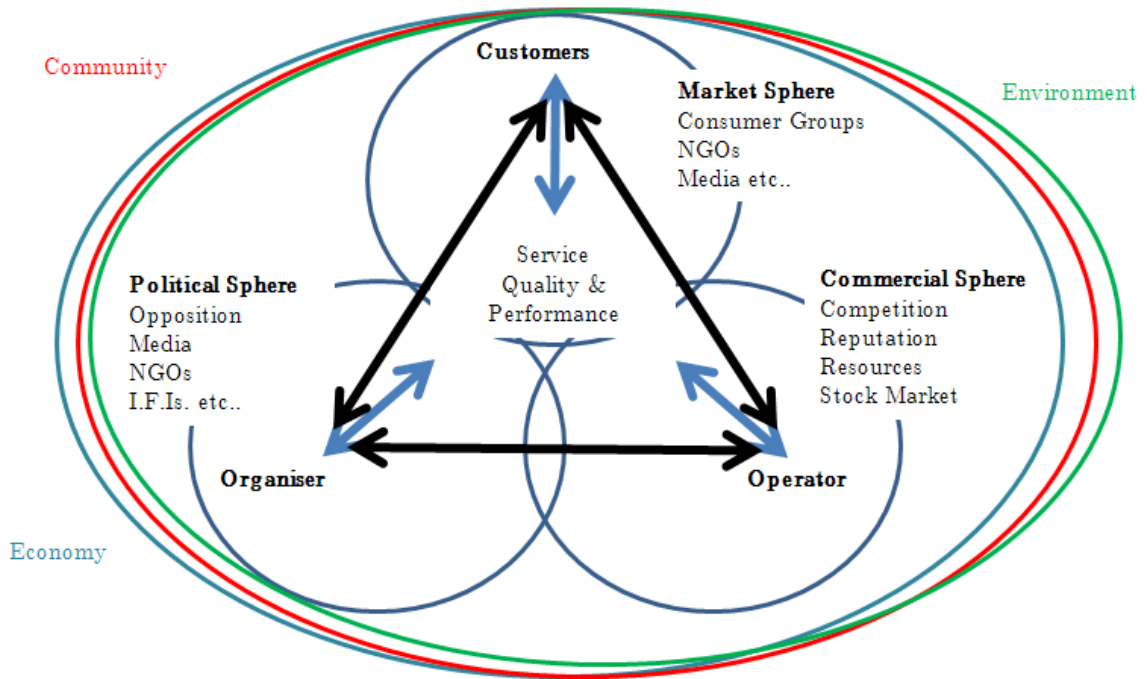 Customers
Community
Market Sphere
Consumer Groups
NGOs
Media etc..
Environment
Service
Quality &
Performance
Political Sphere
Opposition
Media
NGOs
I.F.Is. etc..
Commercial Sphere
Competition
Reputation
Resources
Stock Market
Organiser
Operator
Economy